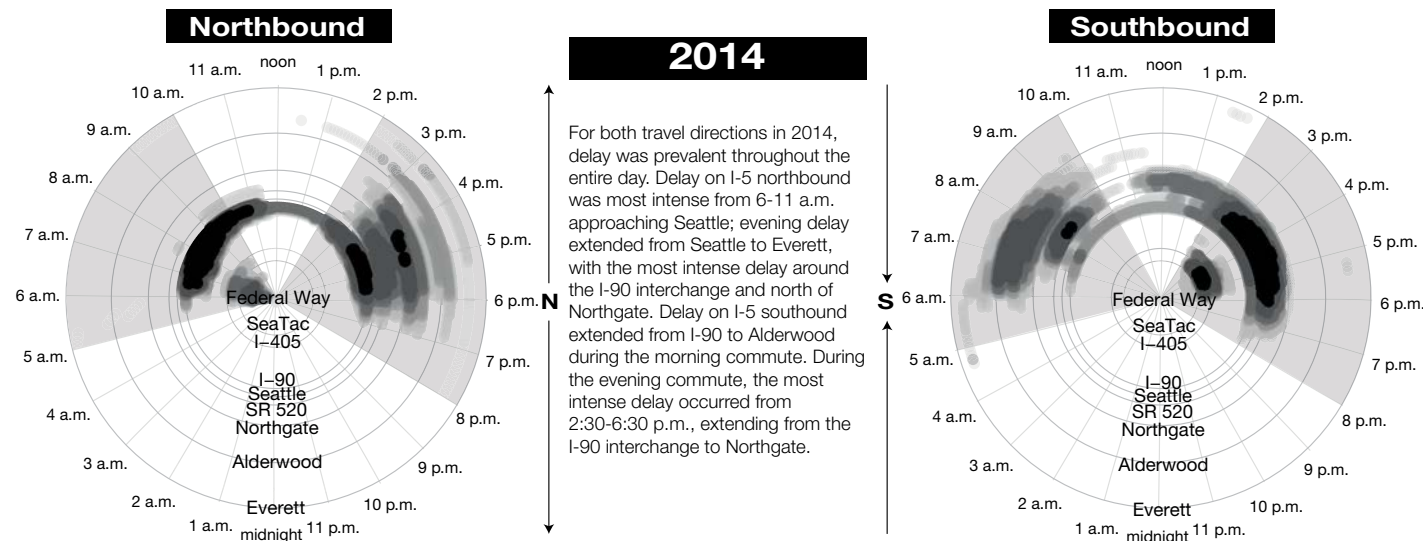 Northbound
noon
11 a.m.
1 p.m.
10 a.m.
2 p.m.
9 a.m.
3 p.m.
8 a.m.
4 p.m.
7 a.m.
5 p.m.
6 a.m.
6 p.m.
5 a.m.
7 p.m.
4 a.m.
8 p.m.
3 a.m.
9 p.m.
2 a.m.
10 p.m.
1 a.m.
11 p.m.
midnight
Federal Way
SeaTac
I–405
I–90
Seattle
SR 520
Northgate
Alderwood
Everett
N
2014
For both travel directions in 2014,
delay was prevalent throughout the
entire day. Delay on I-5 northbound
was most intense from 6-11 a.m.
approaching Seattle; evening delay
extended from Seattle to Everett,
with the most intense delay around
the I-90 interchange and north of
Northgate. Delay on I-5 southound
extended from I-90 to Alderwood
during the morning commute. During
the evening commute, the most
intense delay occurred from
2:30-6:30 p.m., extending from the
I-90 interchange to Northgate.
S
Southbound
noon
11 a.m.
1 p.m.
10 a.m.
2 p.m.
9 a.m.
3 p.m.
8 a.m.
4 p.m.
7 a.m.
5 p.m.
6 a.m.
6 p.m.
5 a.m.
7 p.m.
4 a.m.
8 p.m.
3 a.m.
9 p.m.
2 a.m.
10 p.m.
1 a.m.
11 p.m.
midnight
Federal Way
SeaTac
I–405
I–90
Seattle
SR 520
Northgate
Alderwood
Everett